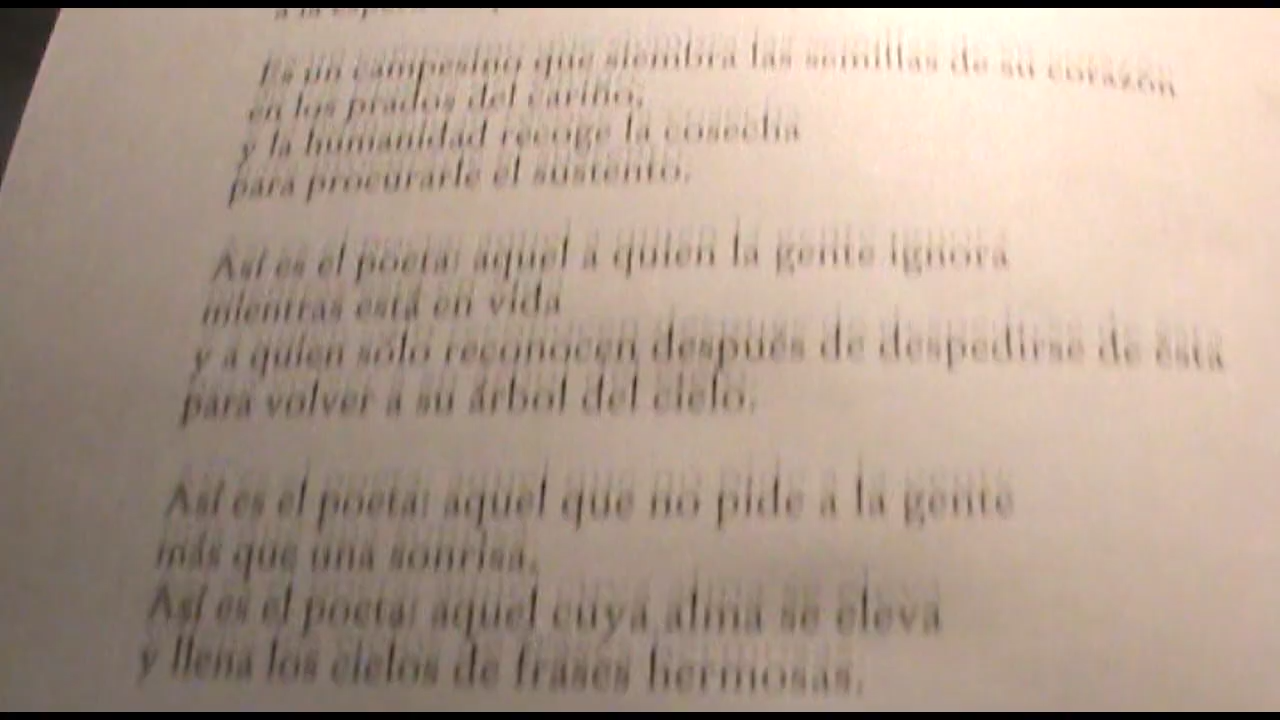 a la espera
Es un campesino que siembra las semillas de su corazón
en los prados del cariño,
y la humanidad recoge la cosecha
para procurarle el sustento.
Así es el poeta: aquel a quien la gente ignora
mientras está en vida
y a quien sólo reconocen después de despedirse de ésta
para volver a su árbol del cielo.
Así es el poeta: aquel que no pide a la gente
más que una sonrisa.
Así es el poeta: aquel cuya alma se eleva
y llena los cielos de frases hermosas.